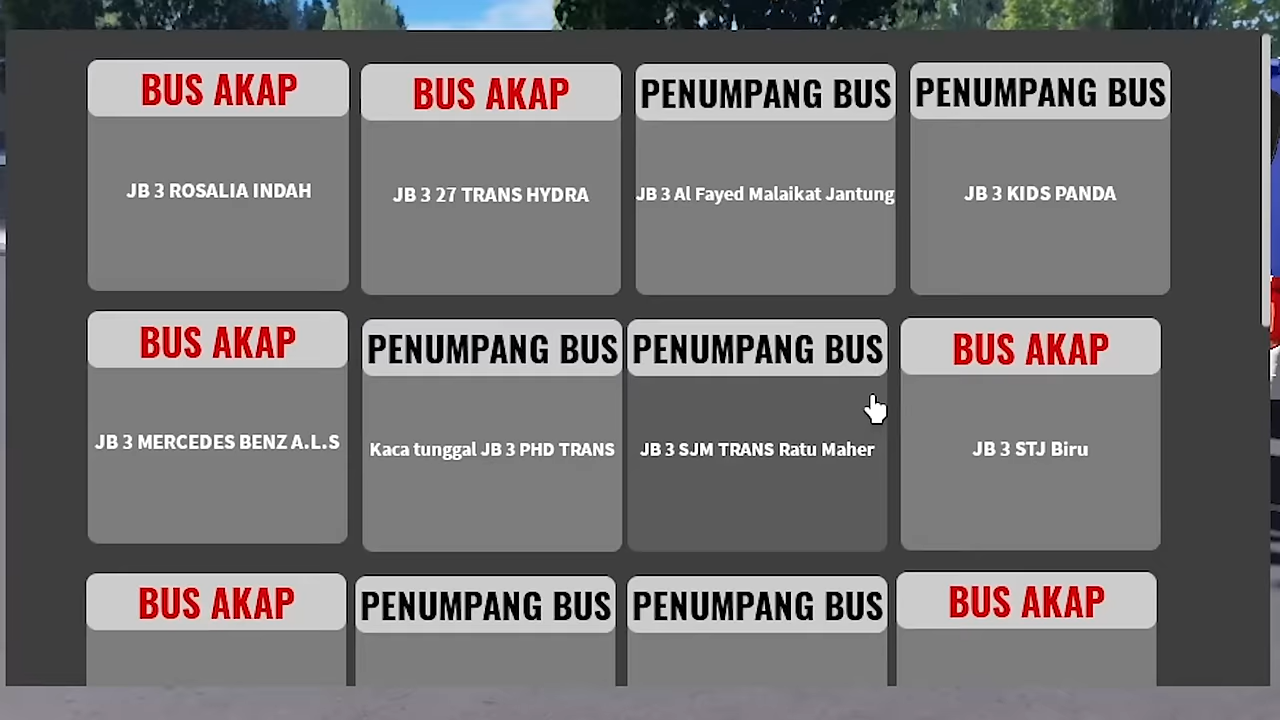 BUS AKAP
JB 3 ROSALIA INDAH
BUS AKAP
JB 3 27 TRANS HYDRA
PENUMPANG BUS
JB 3 Al Fayed Malaikat Jantung
PENUMPANG BUS
JB 3 KIDS PANDA
BUS AKAP
JB 3 MERCEDES BENZ A.L.S
PENUMPANG BUS
Kaca tunggal JB 3 PHD TRANS
PENUMPANG BUS
JB 3 SJM TRANS Ratu Maher
BUS AKAP
JB 3 STJ Biru
BUS AKAP
PENUMPANG BUS
PENUMPANG BUS
BUS AKAP